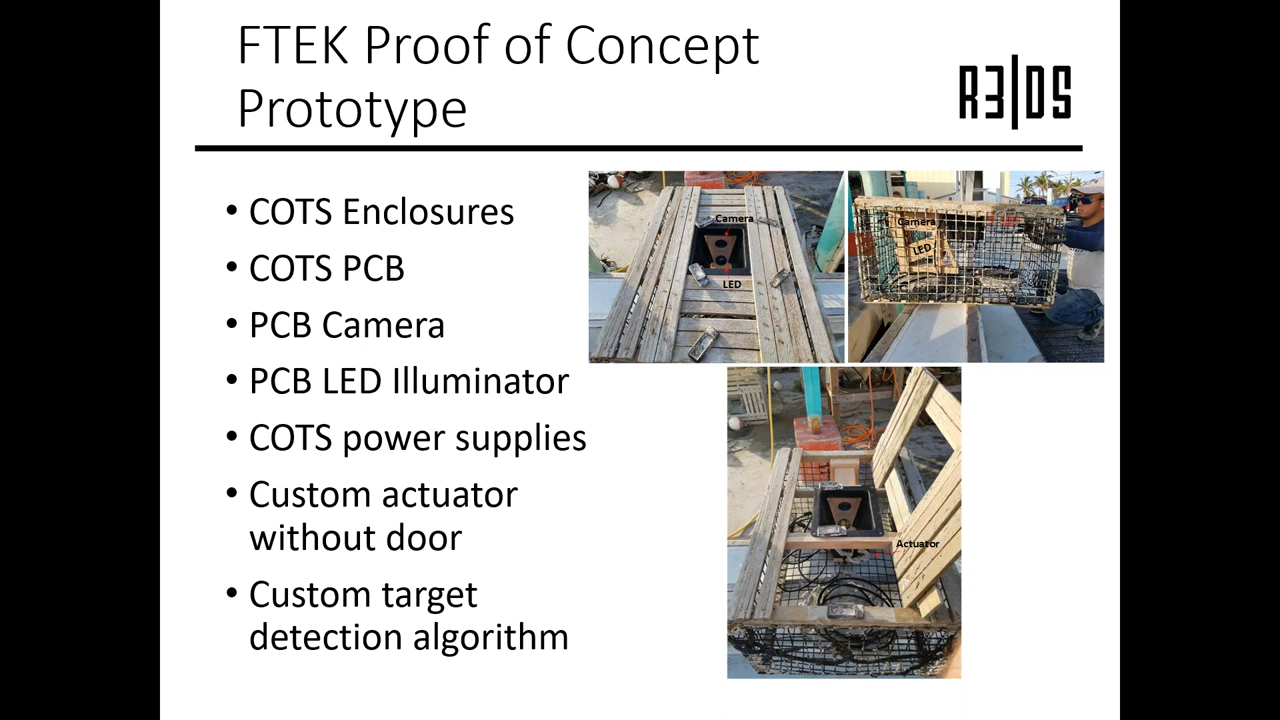 FTEK Proof of Concept
Prototype
R3|DS
• COTS Enclosures
• COTS PCB
• PCB Camera
• PCB LED Illuminator
• COTS power supplies
• Custom actuator
without door
• Custom target
detection algorithm
Camera
LED
Camera
LED
Actuator